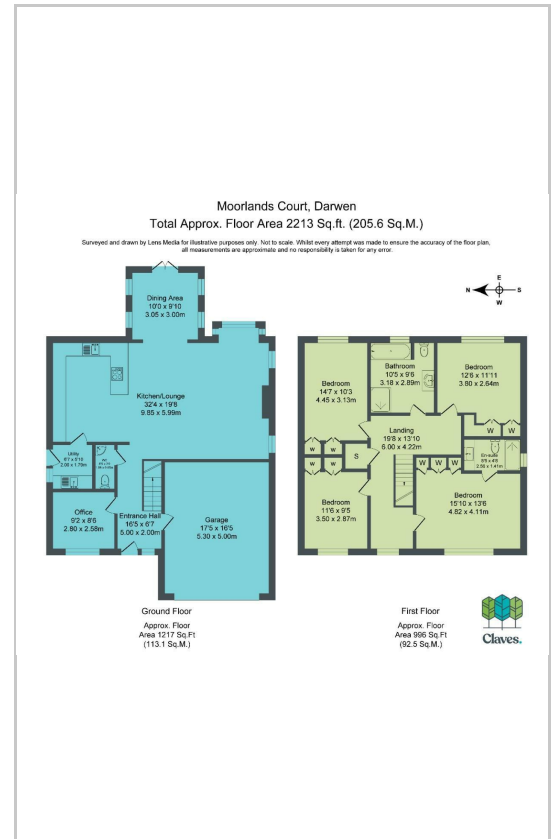 Moorlands Court, Darwen
Total Approx. Floor Area 2213 Sq.ft. (205.6 Sq.M.)
Surveyed and drawn by Lens Media for illustrative purposes only. Not to scale. Whilst every attempt was made to ensure the accuracy of the floor plan,
all measurements are approximate and no responsibility is taken for any error.
E
N
S
W
Dining Area
10'0 x 9'10
3.05 x 3.00m
Kitchen/Lounge
32'4 x 19'8
9.85 x 5.99m
Utility
6'7 x 5'10
2.00 x 1.78m
WC
Office
9'2 x 8'6
2.80 x 2.58m
Entrance Hall
16'5 x 6'7
5.00 x 2.00m
Garage
17'5 x 16'5
5.30 x 5.00m
Ground Floor
Approx. Floor
Area 1217 Sq.Ft
(113.1 Sq.M.)
Bedroom
14'7 x 10'3
4.45 x 3.13m
Bathroom
10'5 x 9'6
3.18 x 2.89m
Bedroom
12'6 x 11'11
3.80 x 2.64m
W W
Landing
19'8 x 13'10
6.00 x 4.22m
W W
W W
S
En-suite
2.50 x 1.41m
W W W
Bedroom
11'6 x 9'5
3.50 x 2.87m
Bedroom
15'10 x 13'6
4.82 x 4.11m
First Floor
Approx. Floor
Area 996 Sq.Ft
(92.5 Sq.M.)
Claves.